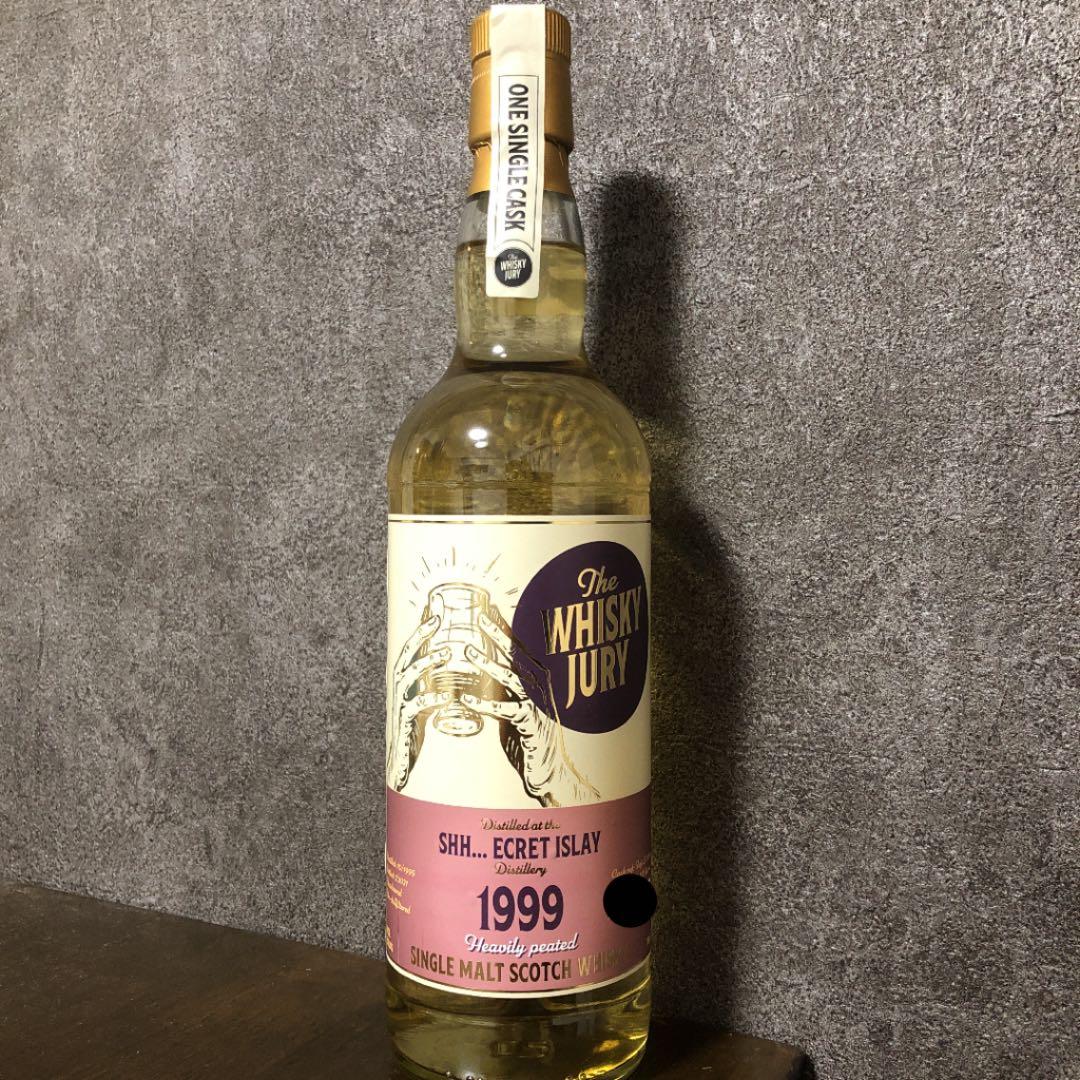 ONE SINGLE CASK
The
WHISKY
JURY
The
WHISKY
JURY
Distilled at the
SHH... ECRET ISLAY
Distillery
1999
Heavily peated
SINGLE MALT SCOTCH